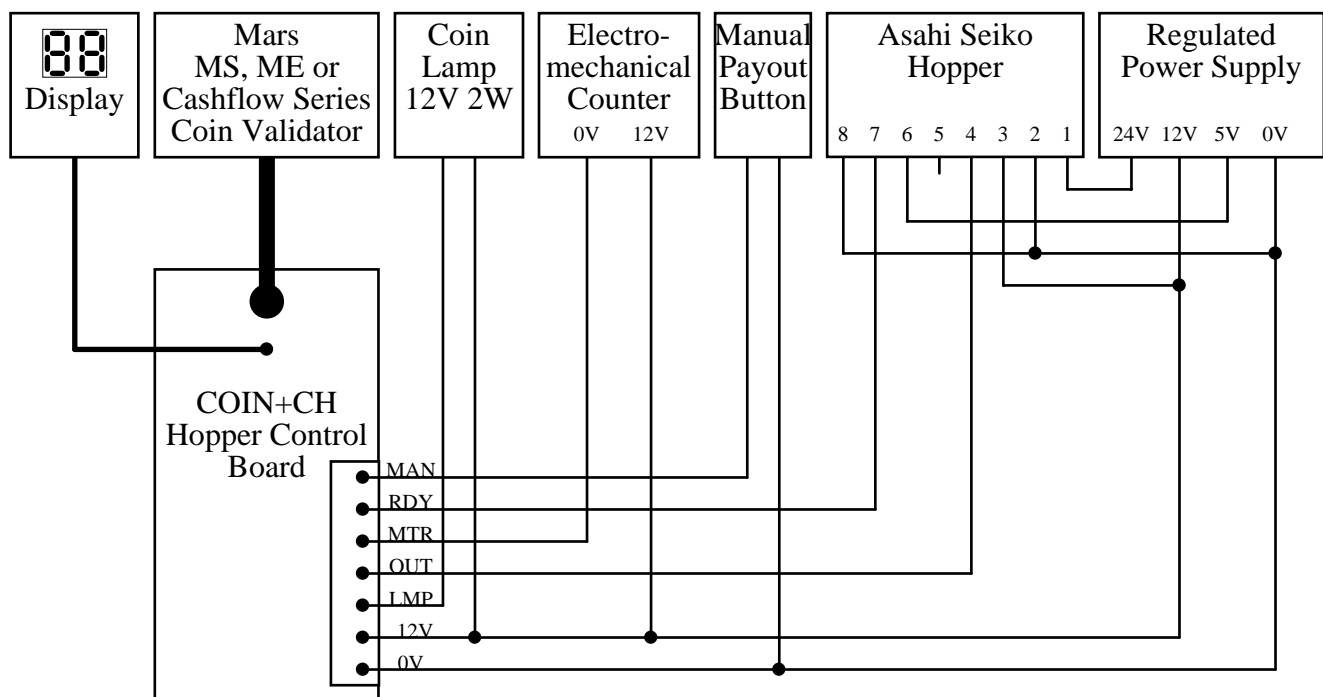 88
Display
Mars
MS, ME or
Cashflow Series
Coin Validator
Coin
Lamp
12V 2W
Electro-
mechanical
Counter
0V 12V
Manual
Payout
Button
Asahi Seiko
Hopper
8 7 6 5 4 3 2 1
Regulated
Power Supply
24V 12V 5V 0V
COIN+CH
Hopper Control
Board
MAN
RDY
MTR
OUT
LMP
12V
0V